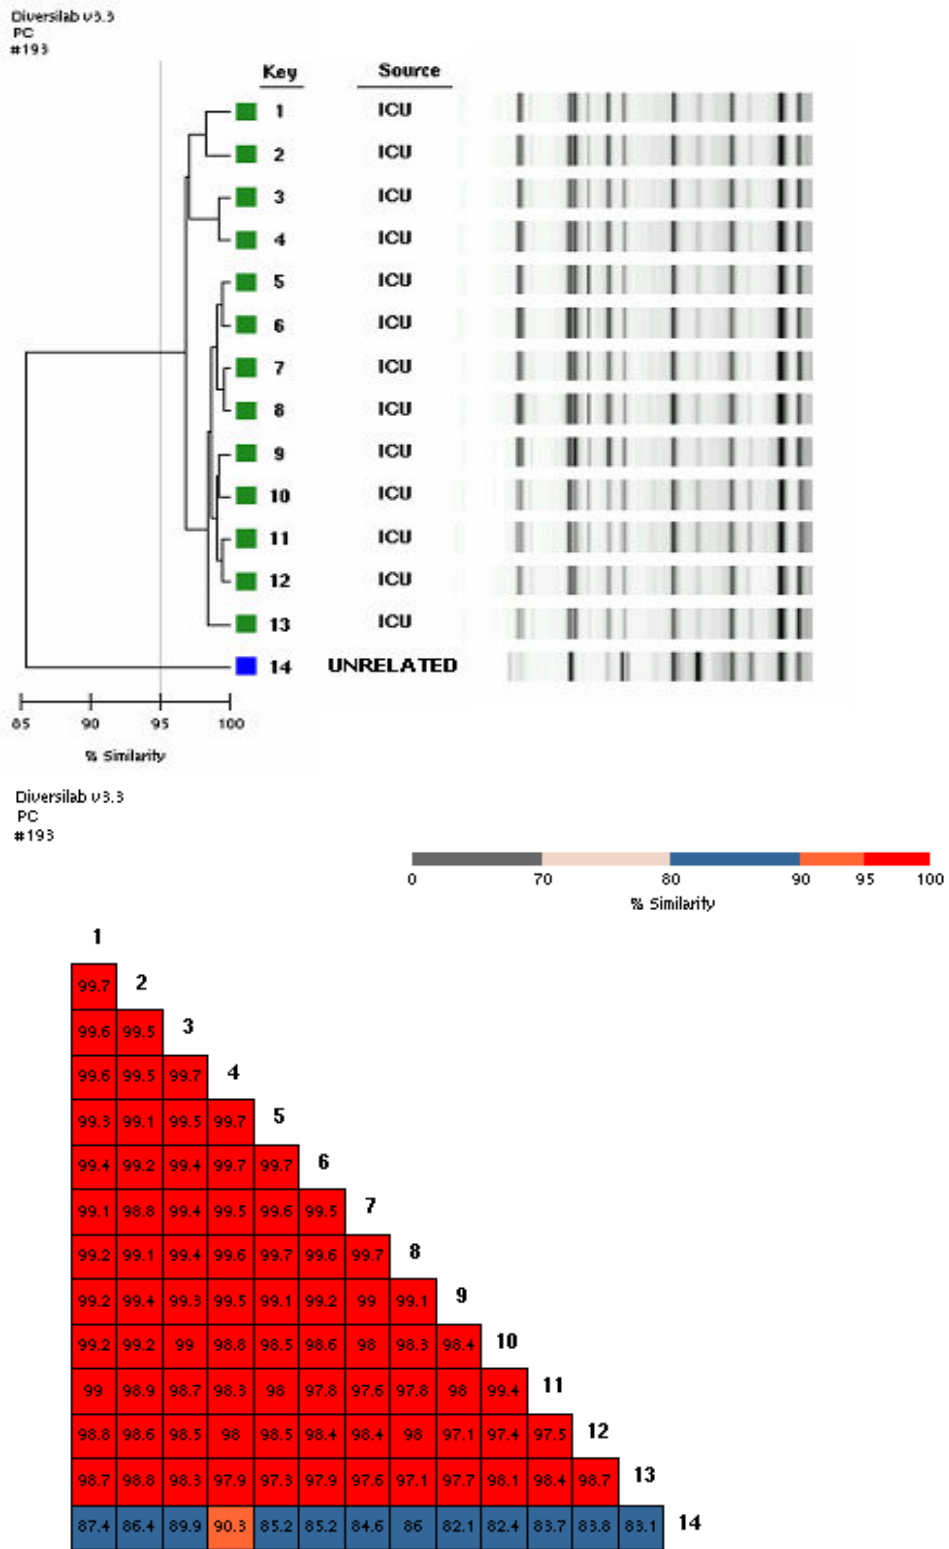 Diversilab v3.3
PC
#193
Key Source
1 ICU
2 ICU
3 ICU
4 ICU
5 ICU
6 ICU
7 ICU
8 ICU
9 ICU
10 ICU
11 ICU
12 ICU
13 ICU
14 UNRELATED
85 90 95 100
% Similarity
Diversilab v3.3
PC
#193
0 70 80 90 95 100
% Similarity
1
99.7 2
99.6 99.5 3
99.6 99.5 99.7 4
99.3 99.1 99.5 99.7 5
99.4 99.2 99.4 99.7 99.7 6
99.1 98.8 99.4 99.5 99.6 99.5 7
99.2 99.1 99.4 99.6 99.7 99.6 99.7 8
99.2 99.4 99.3 99.5 99.1 99.2 99 99.1 9
99.2 99.2 99 98.8 98.5 98.6 98 98.3 98.4 10
99 98.9 98.7 98.3 98 97.8 97.6 97.8 98 99.4 11
98.8 98.6 98.5 98 98.5 98.4 98.4 98 97.1 97.4 97.5 12
98.7 98.8 98.3 97.9 97.3 97.9 97.6 97.1 97.7 98.1 98.4 98.7 13
87.4 86.4 89.9 90.3 85.2 85.2 84.6 86 82.1 82.4 83.7 83.8 83.1 14